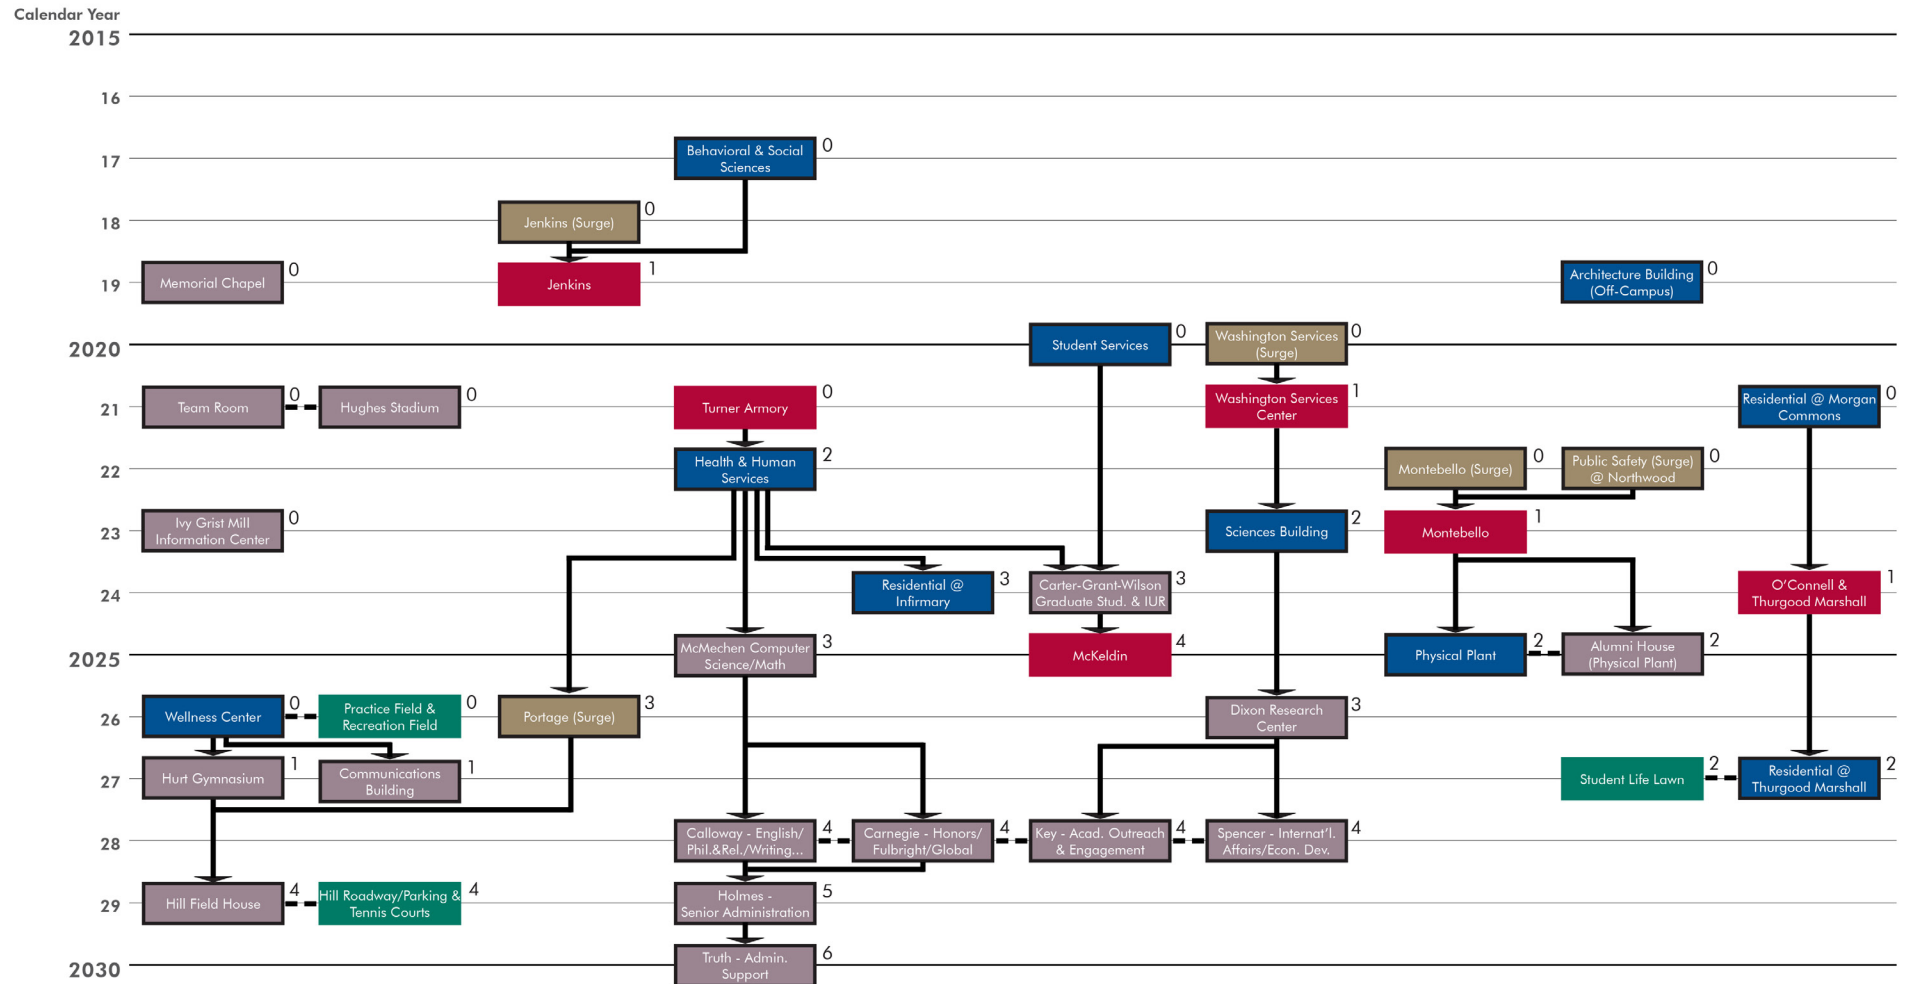 Calendar Year
2015
16
17
Behavioral & Social
Sciences
0
18
Jenkins (Surge)
0
19
Memorial Chapel
0
Jenkins
1
Architecture Building
(Off-Campus)
0
2020
Student Services
0
Washington Services
(Surge)
0
21
Team Room
0
Hughes Stadium
0
Turner Armory
0
Washington Services
Center
1
Residential @ Morgan
Commons
0
22
Health & Human
Services
2
Montebello (Surge)
0
Public Safety (Surge)
@ Northwood
0
23
Ivy Grist Mill
Information Center
0
Sciences Building
2
Montebello
1
24
Residential @
Infirmary
3
Carter-Grant-Wilson
Graduate Stud. & IUR
3
O'Connell &
Thurgood Marshall
1
2025
McMechen Computer
Science/Math
3
McKeldin
4
Physical Plant
2
Alumni House
(Physical Plant)
2
26
Wellness Center
0
Practice Field &
Recreation Field
0
Portage (Surge)
3
Dixon Research
Center
3
27
Hurt Gymnasium
1
Communications
Building
1
Student Life Lawn
2
Residential @
Thurgood Marshall
2
28
Calloway - English/
Phil.&Rel./Writing...
4
Carnegie - Honors/
Fulbright/Global
4
Key - Acad. Outreach
& Engagement
4
Spencer - Internat'l.
Affairs/Econ. Dev.
4
29
Hill Field House
4
Hill Roadway/Parking &
Tennis Courts
4
Holmes -
Senior Administration
5
2030
Truth - Admin.
Support
6